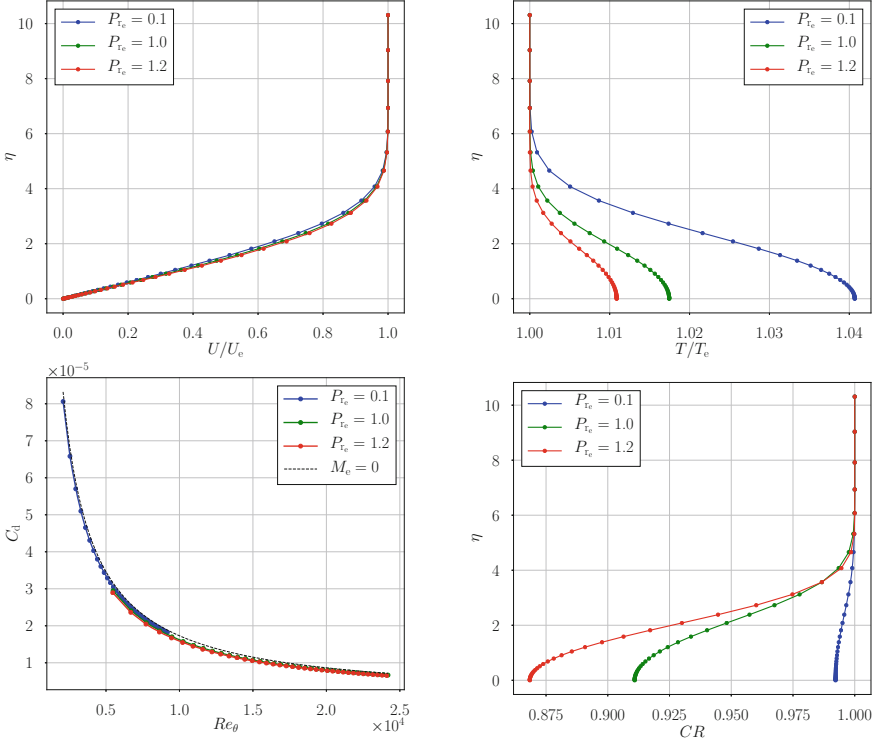 10
8
6
4
2
0
η
P_{r_e} = 0.1
P_{r_e} = 1.0
P_{r_e} = 1.2
0.0 0.2 0.4 0.6 0.8 1.0
U/U_e
10
8
6
4
2
0
η
P_{r_e} = 0.1
P_{r_e} = 1.0
P_{r_e} = 1.2
1.00 1.01 1.02 1.03 1.04
T/T_e
×10^{-5}
8
7
6
5
4
3
2
1
C_d
P_{r_e} = 0.1
P_{r_e} = 1.0
P_{r_e} = 1.2
M_e = 0
0.5 1.0 1.5 2.0 2.5
Re_θ
×10^4
10
8
6
4
2
0
η
P_{r_e} = 0.1
P_{r_e} = 1.0
P_{r_e} = 1.2
0.875 0.900 0.925 0.950 0.975 1.000
CR